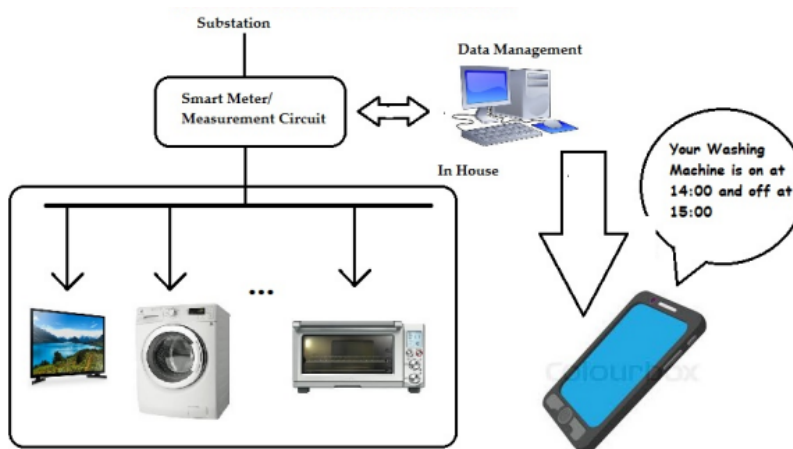 Substation
Data Management
Smart Meter/
Measurement Circuit
In House
Your Washing
Machine is on at
14:00 and off at
15:00
...
Colourbox